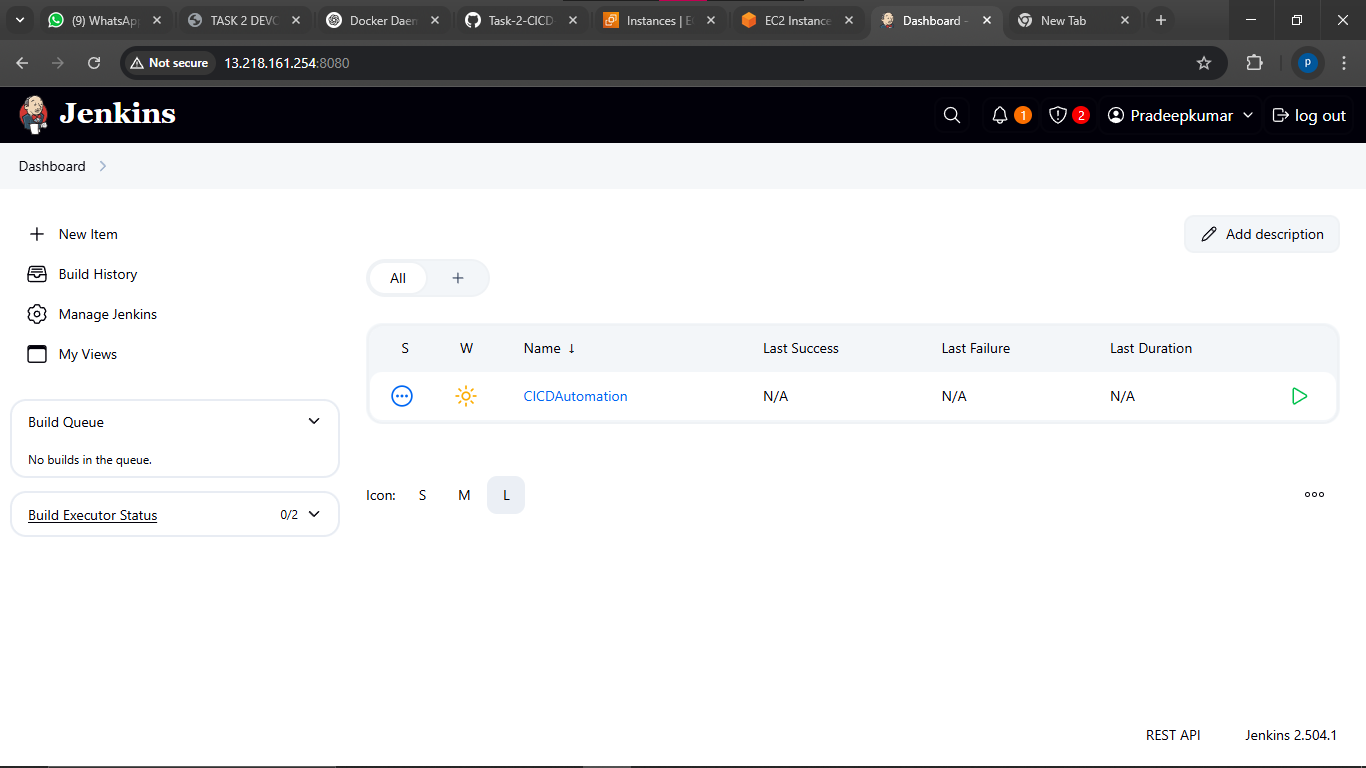 (9) WhatsApp TASK 2 DEVO Docker Daem Task-2-CICD Instances | E EC2 Instance Dashboard - New Tab
Not secure 13.218.161.254:8080 p
Jenkins 1 2 Pradeepkumar log out
Dashboard
New Item Add description
Build History All +
Manage Jenkins
My Views S W Name ↓ Last Success Last Failure Last Duration
CICDAutomation N/A N/A N/A
Build Queue
No builds in the queue.
Icon: S M L
Build Executor Status 0/2
REST API Jenkins 2.504.1